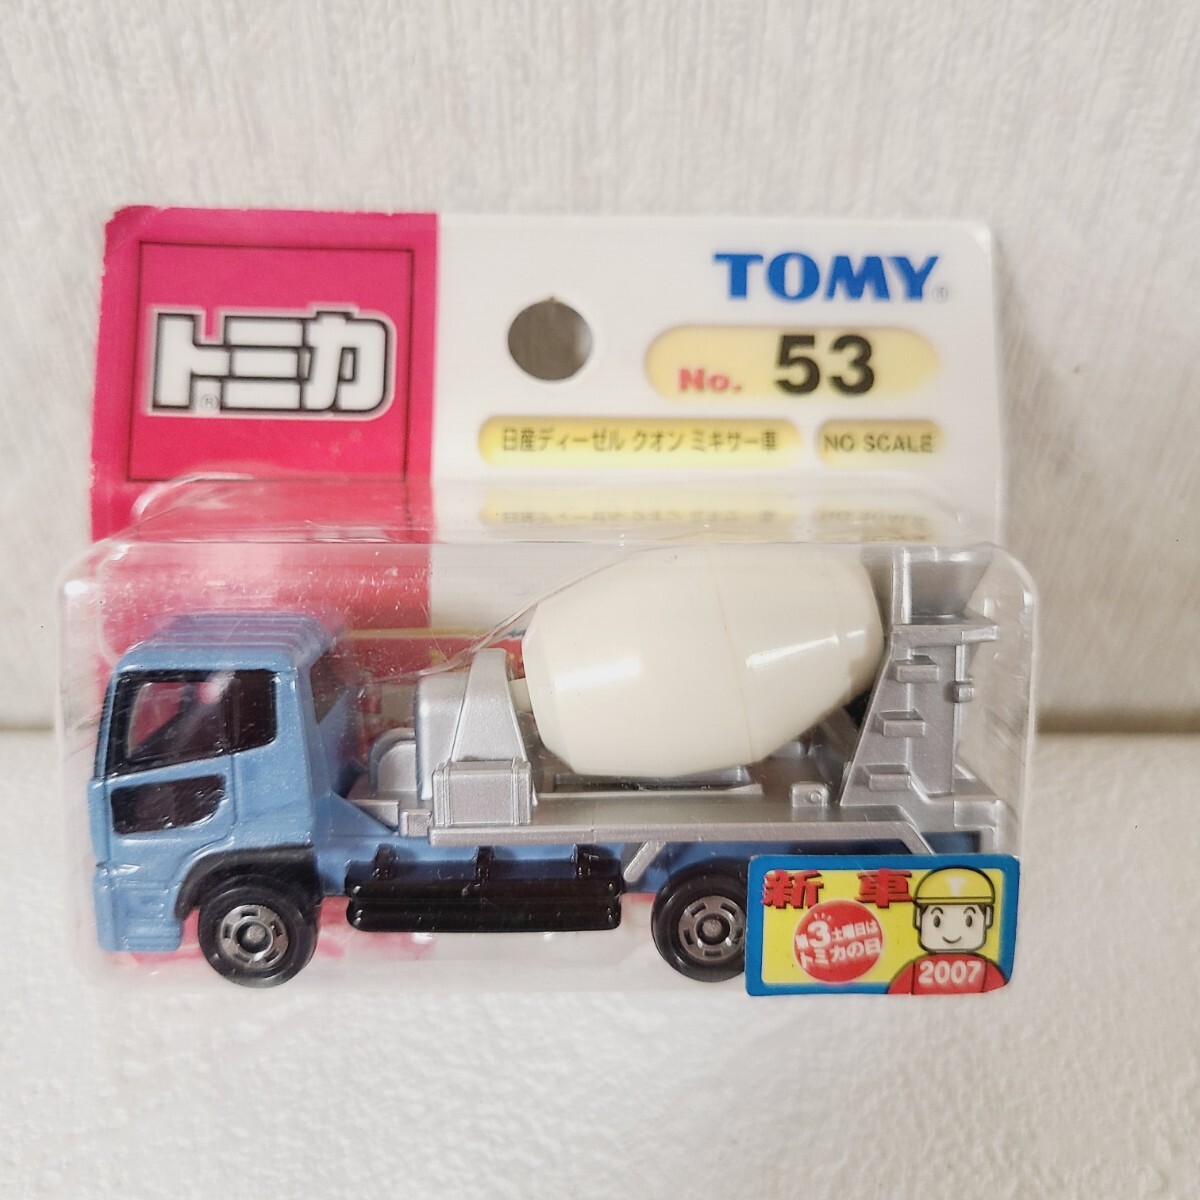 トミカ®
TOMY®
No. 53
日産ディーゼル クオン ミキサー車
NO SCALE
新車
第3土曜日は
トミカの日
2007